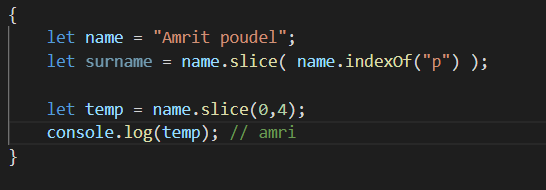 {
let name = "Amrit poudel";
let surname = name.slice( name.indexOf("p") );
let temp = name.slice(0,4);
console.log(temp); // amri
}